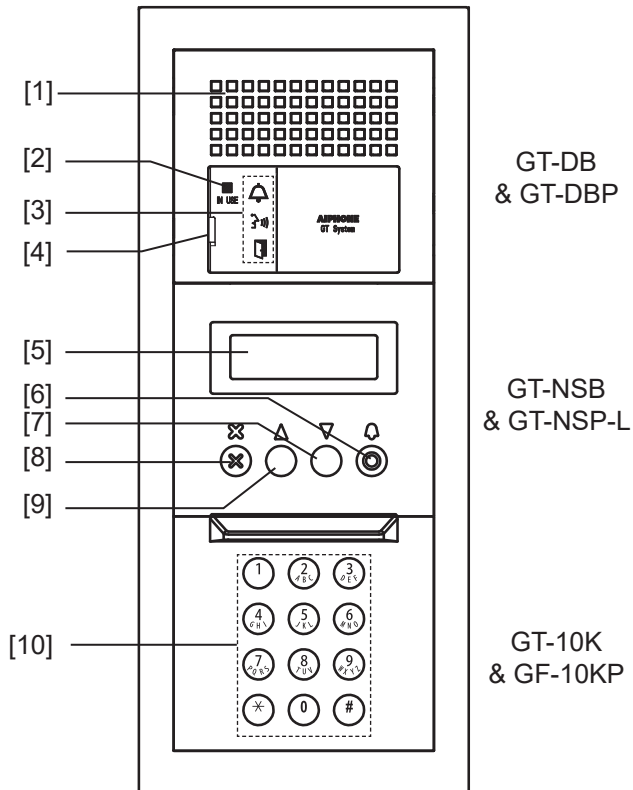 [1]
[2]
IN USE
[3]
[4]
AIPHONE
GT System
GT-DB
& GT-DBP
[5]
[6]
[7]
[8]
[9]
GT-NSB
& GT-NSP-L
[10]
1
2
ABC
3
DEF
4
GHI
5
JKL
6
MNO
7
PQRS
8
TUV
9
WXYZ
*
0
#
GT-10K
& GF-10KP